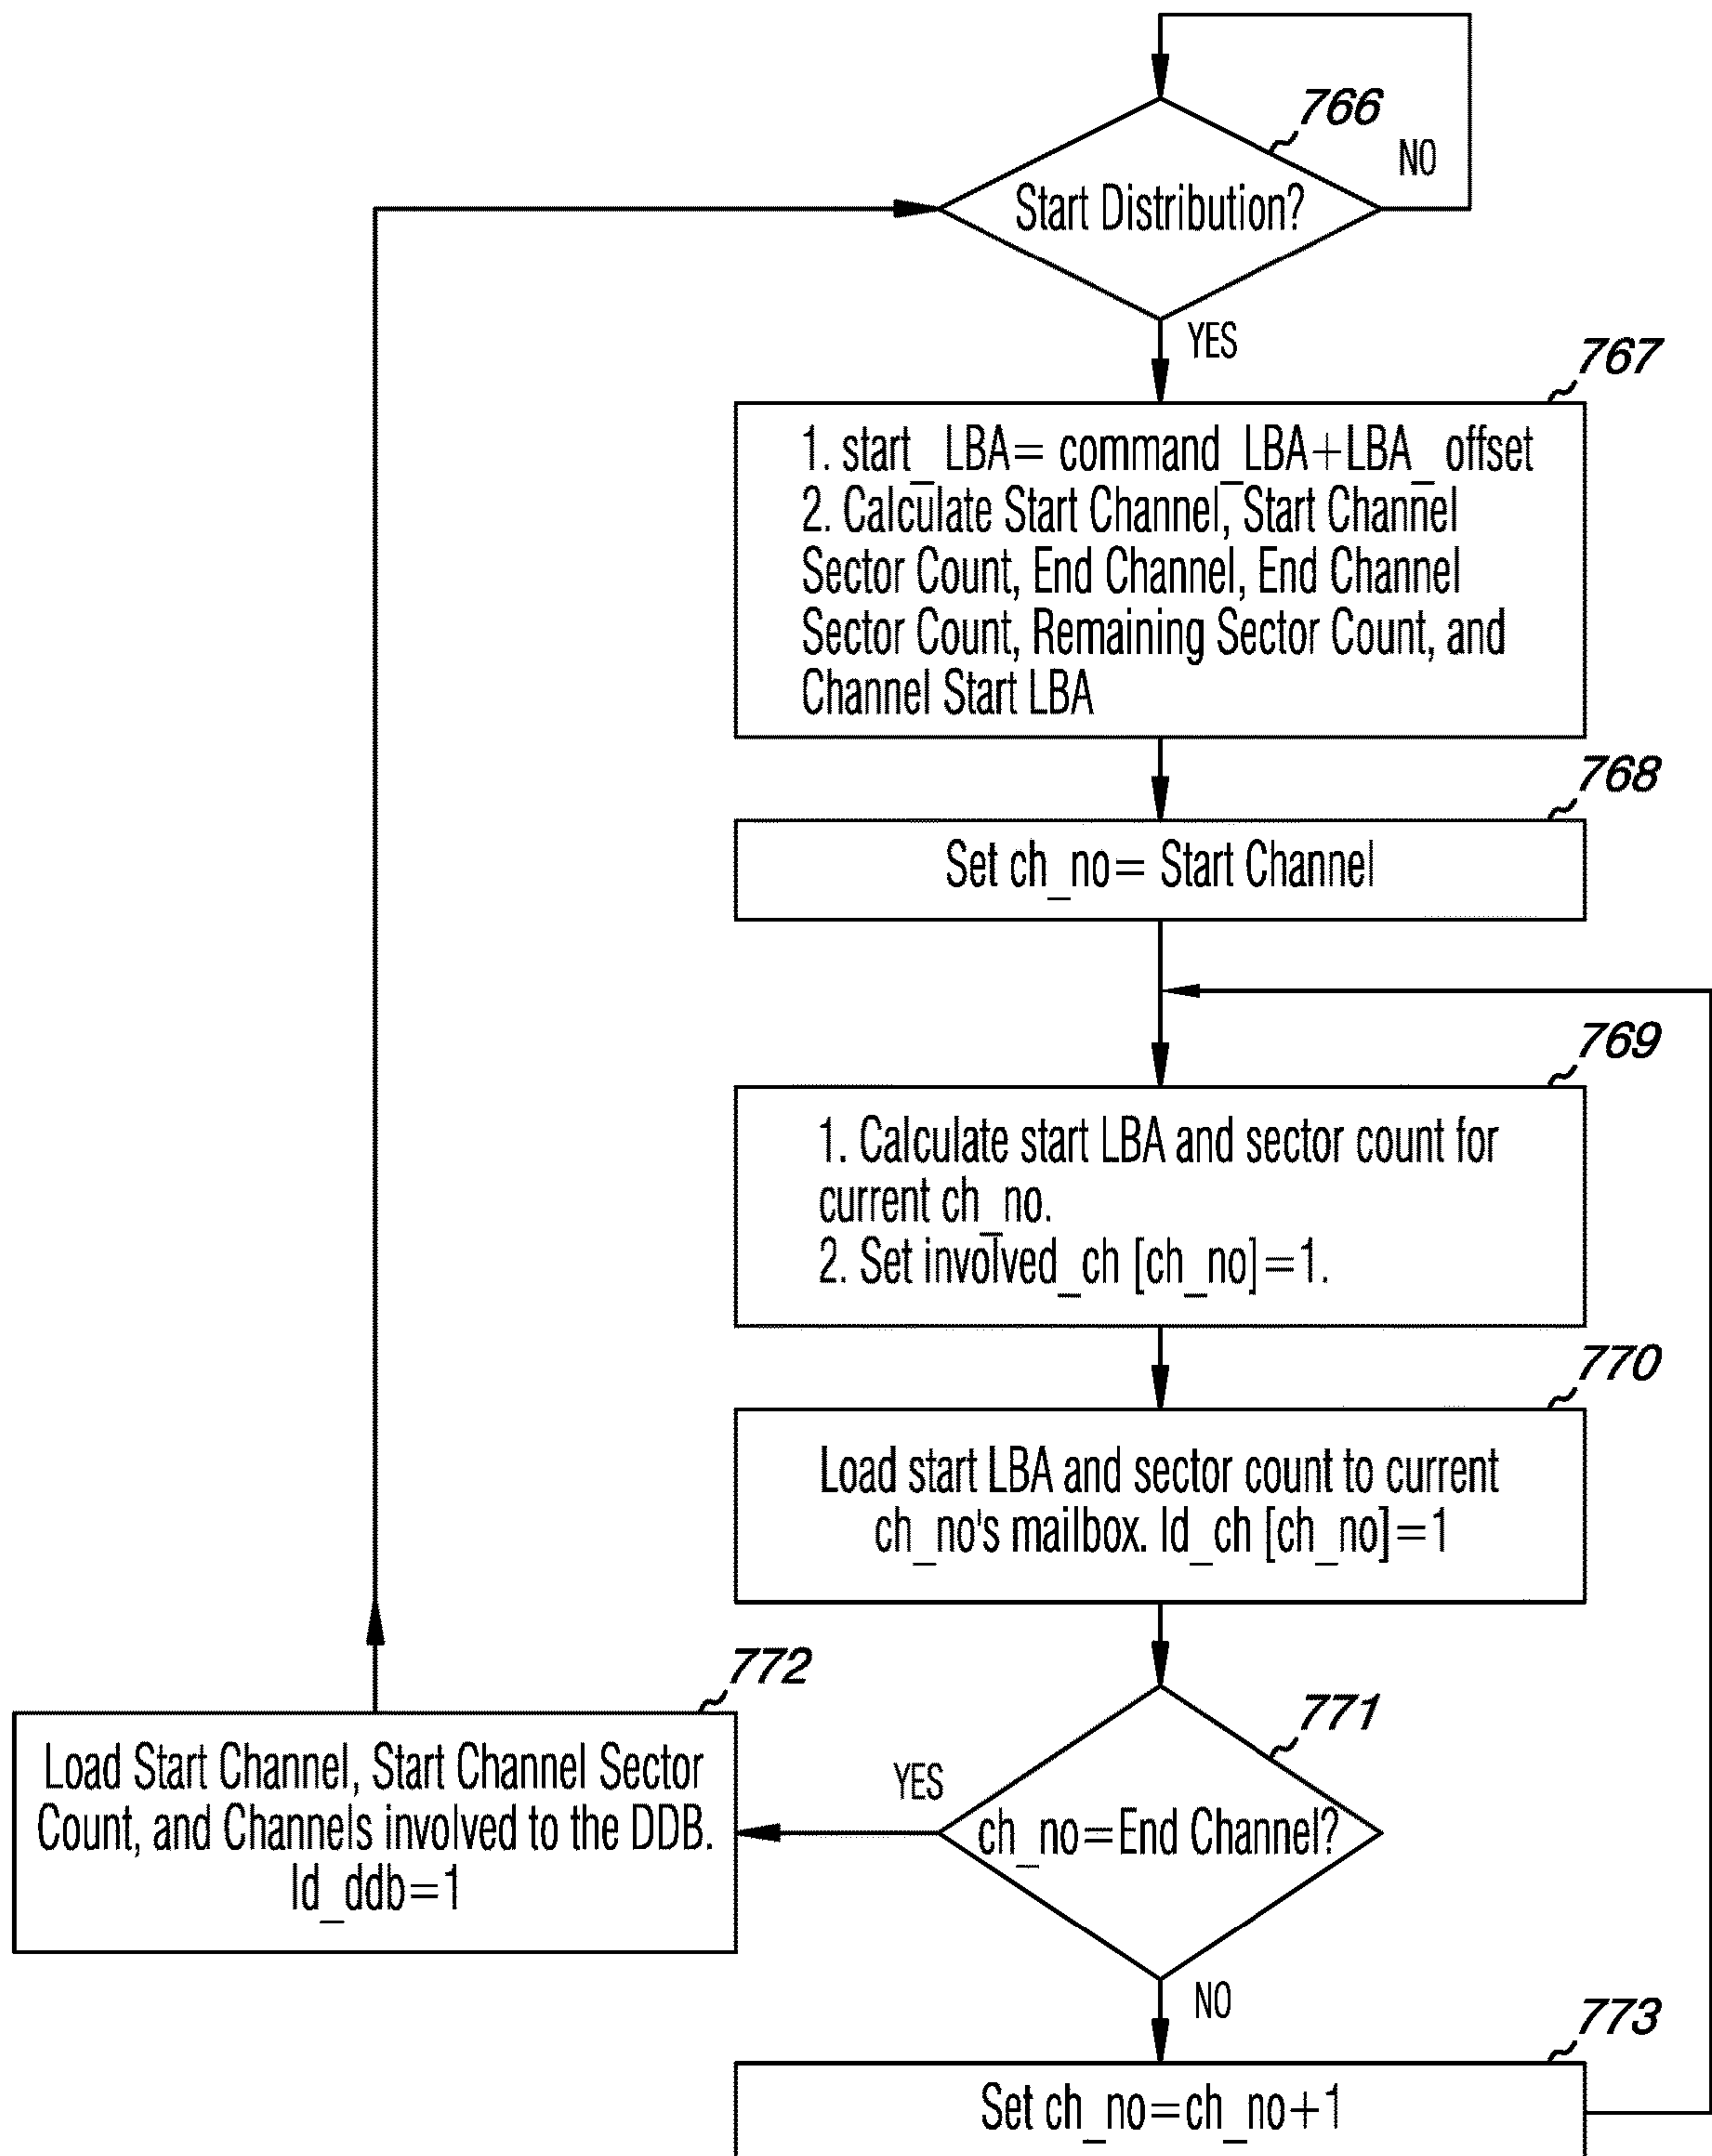 766
NO
Start Distribution?
YES
767
1. start_LBA= command_LBA+LBA_offset
2. Calculate Start Channel, Start Channel
Sector Count, End Channel, End Channel
Sector Count, Remaining Sector Count, and
Channel Start LBA
768
Set ch_no= Start Channel
769
1. Calculate start LBA and sector count for
current ch_no.
2. Set involved_ch [ch_no]=1.
770
Load start LBA and sector count to current
ch_no's mailbox. ld_ch [ch_no]=1
772
Load Start Channel, Start Channel Sector
Count, and Channels involved to the DDB.
ld_ddb=1
771
YES
ch_no=End Channel?
NO
773
Set ch_no=ch_no+1